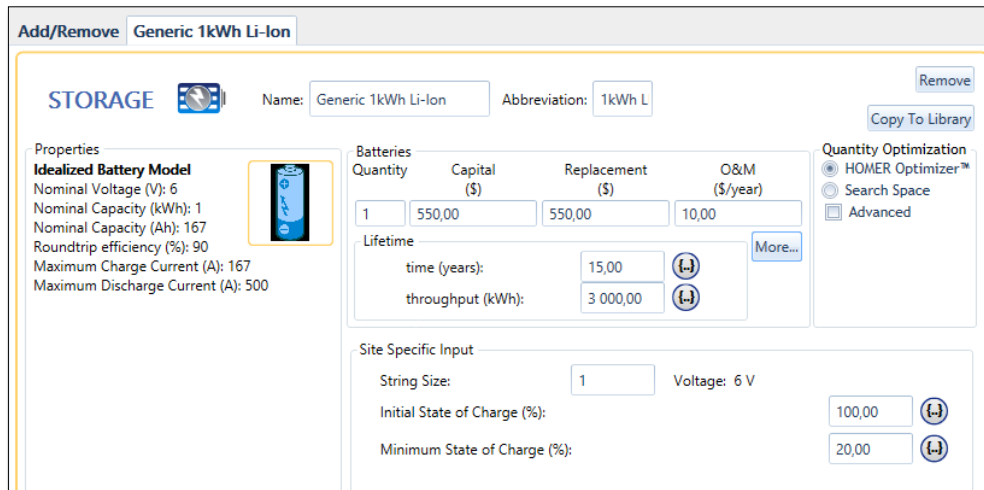 Add/Remove Generic 1kWh Li-Ion
STORAGE Name: Generic 1kWh Li-Ion Abbreviation: 1kWh L
Remove
Copy To Library
Properties
Idealized Battery Model
Nominal Voltage (V): 6
Nominal Capacity (kWh): 1
Nominal Capacity (Ah): 167
Roundtrip efficiency (%): 90
Maximum Charge Current (A): 167
Maximum Discharge Current (A): 500
Batteries
Quantity Capital ($) Replacement ($) O&M ($/year)
1 550,00 550,00 10,00
Lifetime
time (years): 15,00 {..}
throughput (kWh): 3 000,00 {..}
More...
Quantity Optimization
HOMER Optimizer™
Search Space
Advanced
Site Specific Input
String Size: 1 Voltage: 6 V
Initial State of Charge (%): 100,00 {..}
Minimum State of Charge (%): 20,00 {..}